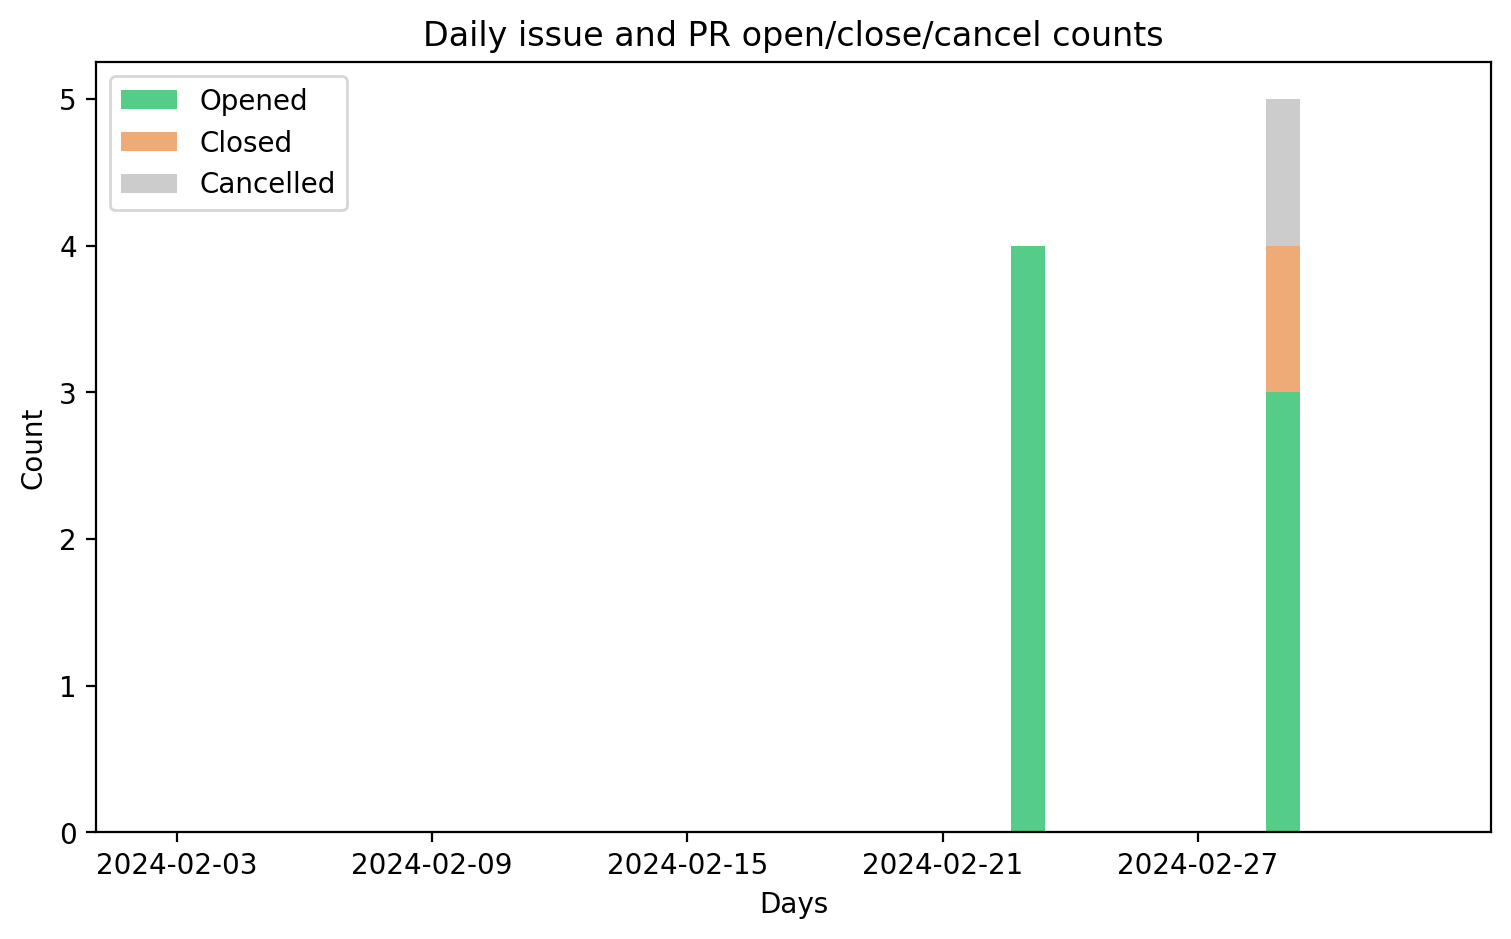 Daily issue and PR open/close/cancel counts
Opened
Closed
Cancelled
5
4
3
2
1
0
Count
2024-02-03
2024-02-09
2024-02-15
2024-02-21
2024-02-27
Days